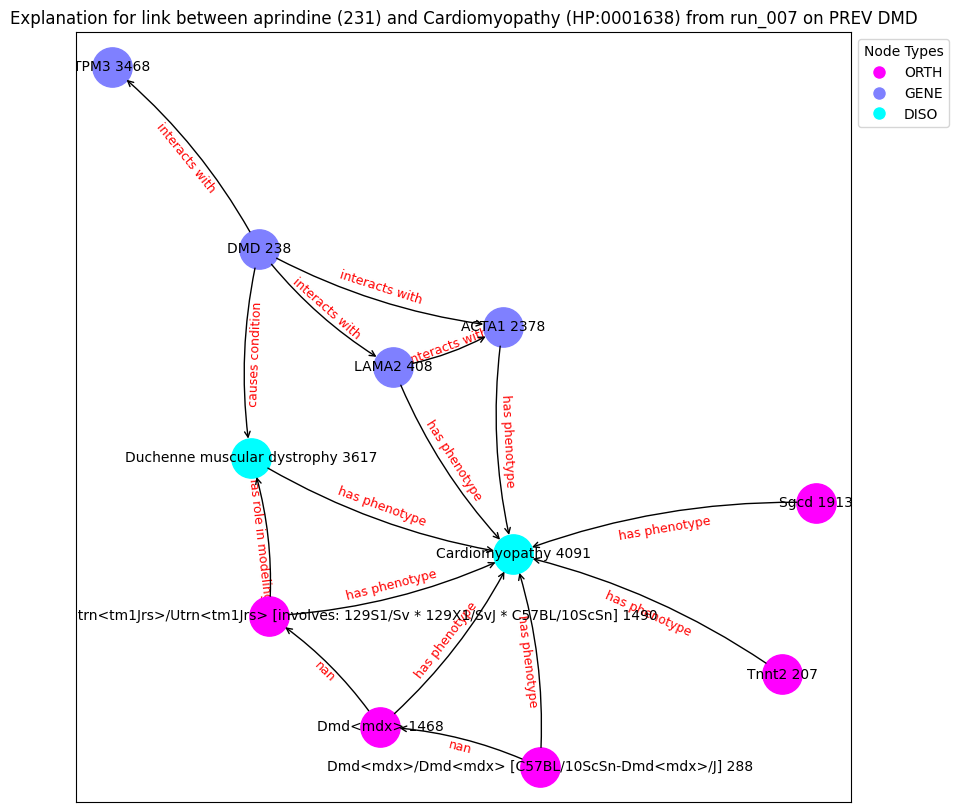 Explanation for link between aprindine (231) and Cardiomyopathy (HP:0001638) from run_007 on PREV DMD
Node Types
ORTH
GENE
DISO
TPM3 3468
interacts with
DMD 238
interacts with
interacts with
ACTA1 2378
interacts with
LAMA2 408
causes condition
has phenotype
has phenotype
Duchenne muscular dystrophy 3617
has phenotype
Sgcd 1913
has phenotype
has role in modeling
Cardiomyopathy 4091
has phenotype
trn<tm1Jrs>/Utrn<tm1Jrs> [involves: 129S1/Sv * 129X1/SvJ * C57BL/10ScSn] 1490
has phenotype
has phenotype
has phenotype
nan
Tnnt2 207
Dmd<mdx> 1468
nan
Dmd<mdx>/Dmd<mdx> [C57BL/10ScSn-Dmd<mdx>/J] 288